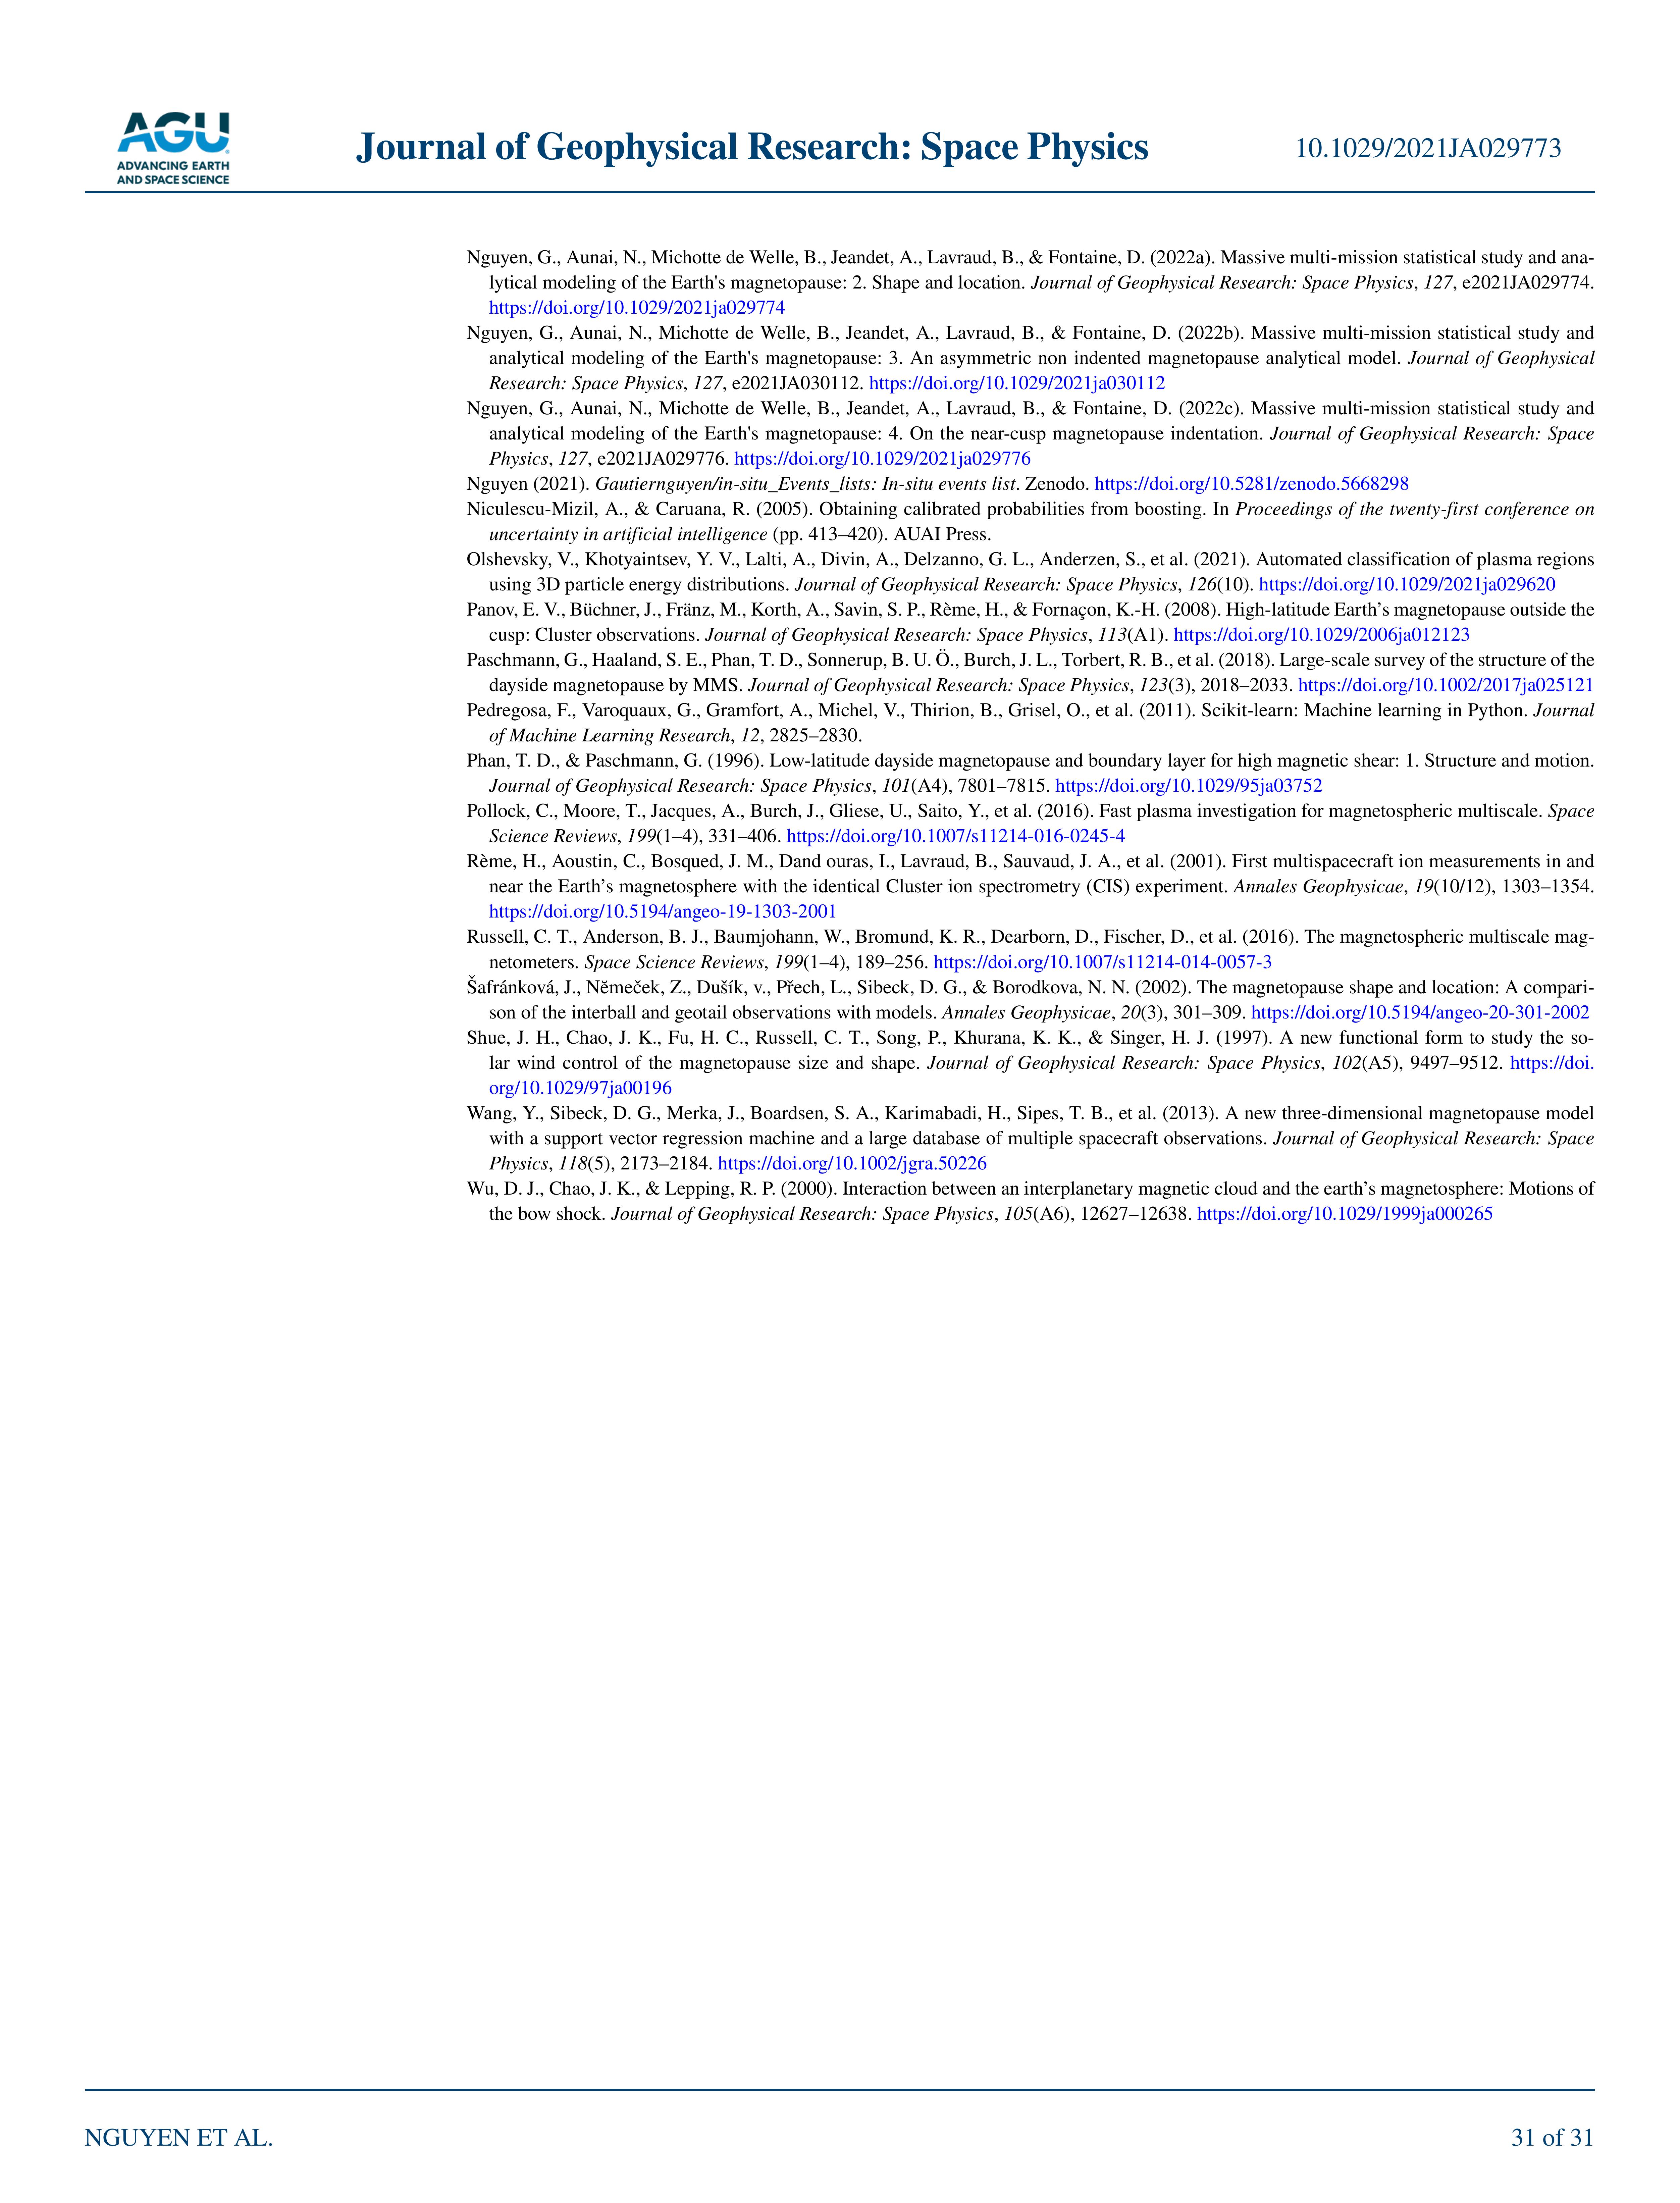 AGU
ADVANCING EARTH
AND SPACE SCIENCE
Journal of Geophysical Research: Space Physics
10.1029/2021JA029773
Nguyen, G., Aunai, N., Michotte de Welle, B., Jeandet, A., Lavraud, B., & Fontaine, D. (2022a). Massive multi-mission statistical study and ana-
lytical modeling of the Earth's magnetopause: 2. Shape and location. Journal of Geophysical Research: Space Physics, 127, e2021JA029774.
https://doi.org/10.1029/2021ja029774
Nguyen, G., Aunai, N., Michotte de Welle, B., Jeandet, A., Lavraud, B., & Fontaine, D. (2022b). Massive multi-mission statistical study and
analytical modeling of the Earth's magnetopause: 3. An asymmetric non indented magnetopause analytical model. Journal of Geophysical
Research: Space Physics, 127, e2021JA030112. https://doi.org/10.1029/2021ja030112
Nguyen, G., Aunai, N., Michotte de Welle, B., Jeandet, A., Lavraud, B., & Fontaine, D. (2022c). Massive multi-mission statistical study and
analytical modeling of the Earth's magnetopause: 4. On the near-cusp magnetopause indentation. Journal of Geophysical Research: Space
Physics, 127, e2021JA029776. https://doi.org/10.1029/2021ja029776
Nguyen (2021). Gautiernguyen/in-situ_Events_lists: In-situ events list. Zenodo. https://doi.org/10.5281/zenodo.5668298
Niculescu-Mizil, A., & Caruana, R. (2005). Obtaining calibrated probabilities from boosting. In Proceedings of the twenty-first conference on
uncertainty in artificial intelligence (pp. 413–420). AUAI Press.
Olshevsky, V., Khotyaintsev, Y. V., Lalti, A., Divin, A., Delzanno, G. L., Anderzen, S., et al. (2021). Automated classification of plasma regions
using 3D particle energy distributions. Journal of Geophysical Research: Space Physics, 126(10). https://doi.org/10.1029/2021ja029620
Panov, E. V., Büchner, J., Fränz, M., Korth, A., Savin, S. P., Rème, H., & Fornaçon, K.-H. (2008). High-latitude Earth’s magnetopause outside the
cusp: Cluster observations. Journal of Geophysical Research: Space Physics, 113(A1). https://doi.org/10.1029/2006ja012123
Paschmann, G., Haaland, S. E., Phan, T. D., Sonnerup, B. U. Ö., Burch, J. L., Torbert, R. B., et al. (2018). Large-scale survey of the structure of the
dayside magnetopause by MMS. Journal of Geophysical Research: Space Physics, 123(3), 2018–2033. https://doi.org/10.1002/2017ja025121
Pedregosa, F., Varoquaux, G., Gramfort, A., Michel, V., Thirion, B., Grisel, O., et al. (2011). Scikit-learn: Machine learning in Python. Journal
of Machine Learning Research, 12, 2825–2830.
Phan, T. D., & Paschmann, G. (1996). Low-latitude dayside magnetopause and boundary layer for high magnetic shear: 1. Structure and motion.
Journal of Geophysical Research: Space Physics, 101(A4), 7801–7815. https://doi.org/10.1029/95ja03752
Pollock, C., Moore, T., Jacques, A., Burch, J., Gliese, U., Saito, Y., et al. (2016). Fast plasma investigation for magnetospheric multiscale. Space
Science Reviews, 199(1–4), 331–406. https://doi.org/10.1007/s11214-016-0245-4
Rème, H., Aoustin, C., Bosqued, J. M., Dand ouras, I., Lavraud, B., Sauvaud, J. A., et al. (2001). First multispacecraft ion measurements in and
near the Earth’s magnetosphere with the identical Cluster ion spectrometry (CIS) experiment. Annales Geophysicae, 19(10/12), 1303–1354.
https://doi.org/10.5194/angeo-19-1303-2001
Russell, C. T., Anderson, B. J., Baumjohann, W., Bromund, K. R., Dearborn, D., Fischer, D., et al. (2016). The magnetospheric multiscale mag-
netometers. Space Science Reviews, 199(1–4), 189–256. https://doi.org/10.1007/s11214-014-0057-3
Šafránková, J., Němeček, Z., Dušík, v., Přech, L., Sibeck, D. G., & Borodkova, N. N. (2002). The magnetopause shape and location: A compari-
son of the interball and geotail observations with models. Annales Geophysicae, 20(3), 301–309. https://doi.org/10.5194/angeo-20-301-2002
Shue, J. H., Chao, J. K., Fu, H. C., Russell, C. T., Song, P., Khurana, K. K., & Singer, H. J. (1997). A new functional form to study the so-
lar wind control of the magnetopause size and shape. Journal of Geophysical Research: Space Physics, 102(A5), 9497–9512. https://doi.
org/10.1029/97ja00196
Wang, Y., Sibeck, D. G., Merka, J., Boardsen, S. A., Karimabadi, H., Sipes, T. B., et al. (2013). A new three-dimensional magnetopause model
with a support vector regression machine and a large database of multiple spacecraft observations. Journal of Geophysical Research: Space
Physics, 118(5), 2173–2184. https://doi.org/10.1002/jgra.50226
Wu, D. J., Chao, J. K., & Lepping, R. P. (2000). Interaction between an interplanetary magnetic cloud and the earth’s magnetosphere: Motions of
the bow shock. Journal of Geophysical Research: Space Physics, 105(A6), 12627–12638. https://doi.org/10.1029/1999ja000265
NGUYEN ET AL.
31 of 31